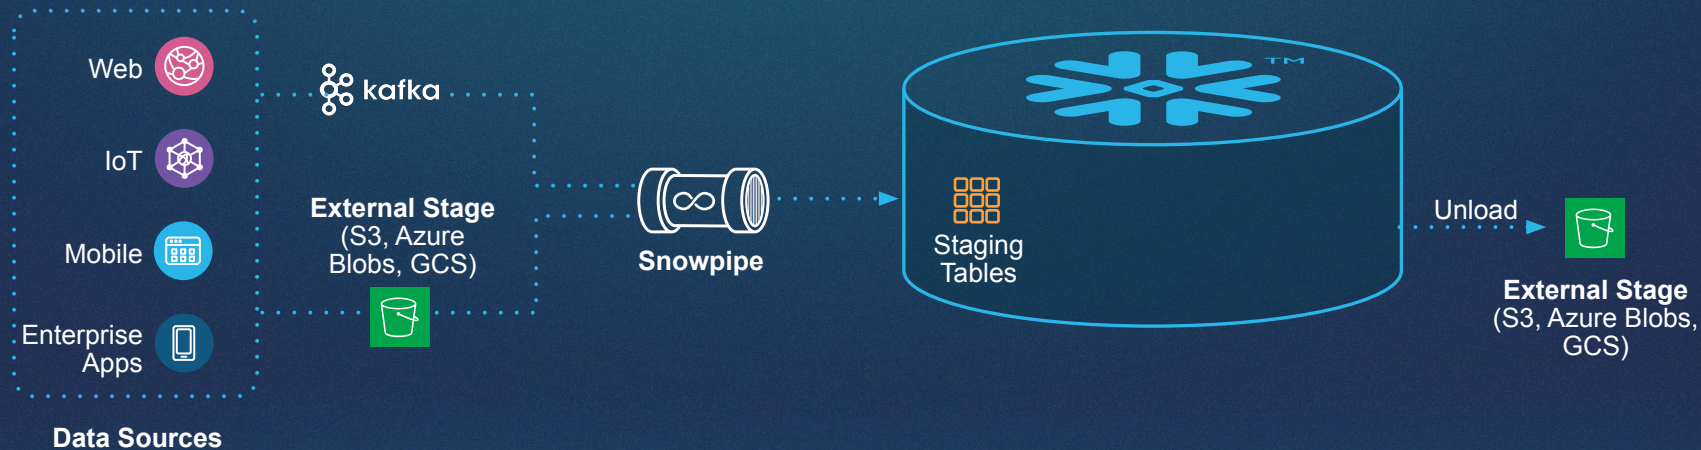 Web
IoT
Mobile
Enterprise
Apps
Data Sources
kafka
External Stage
(S3, Azure
Blobs, GCS)
Snowpipe
TM
Staging
Tables
Unload
External Stage
(S3, Azure Blobs,
GCS)